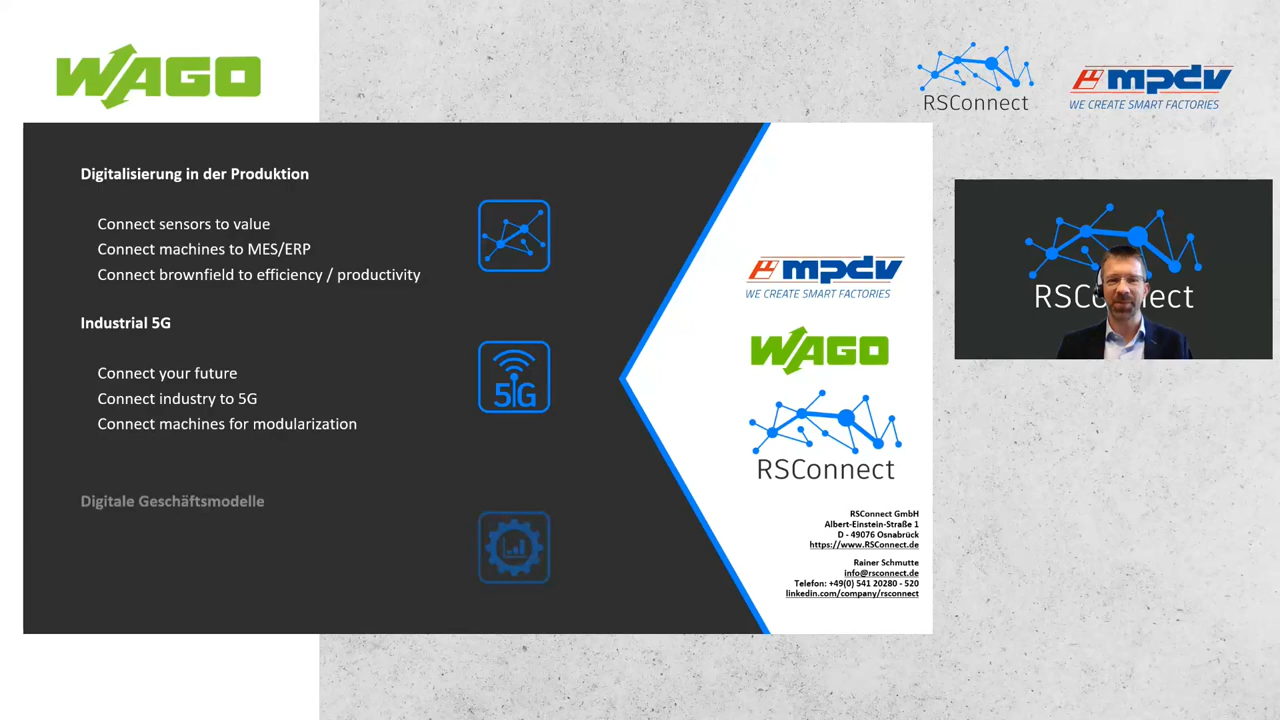 WAGO
RSConnect
mpdv
WE CREATE SMART FACTORIES
Digitalisierung in der Produktion
Connect sensors to value
Connect machines to MES/ERP
Connect brownfield to efficiency / productivity
Industrial 5G
Connect your future
Connect industry to 5G
Connect machines for modularization
Digitale Geschäftsmodelle
5G
mpdv
WE CREATE SMART FACTORIES
WAGO
RSConnect
RSConnect GmbH
Albert-Einstein-Straße 1
D - 49076 Osnabrück
https://www.RSConnect.de
Rainer Schmutte
info@rsconnect.de
Telefon: +49(0) 541 20280 - 520
linkedin.com/company/rsconnect
RSConnect